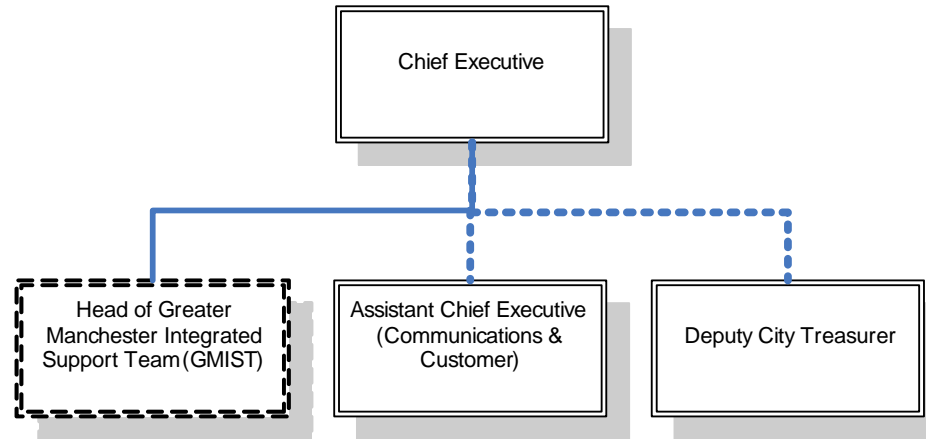 Chief Executive
Head of Greater
Manchester Integrated
Support Team (GMIST)
Assistant Chief Executive
(Communications &
Customer)
Deputy City Treasurer